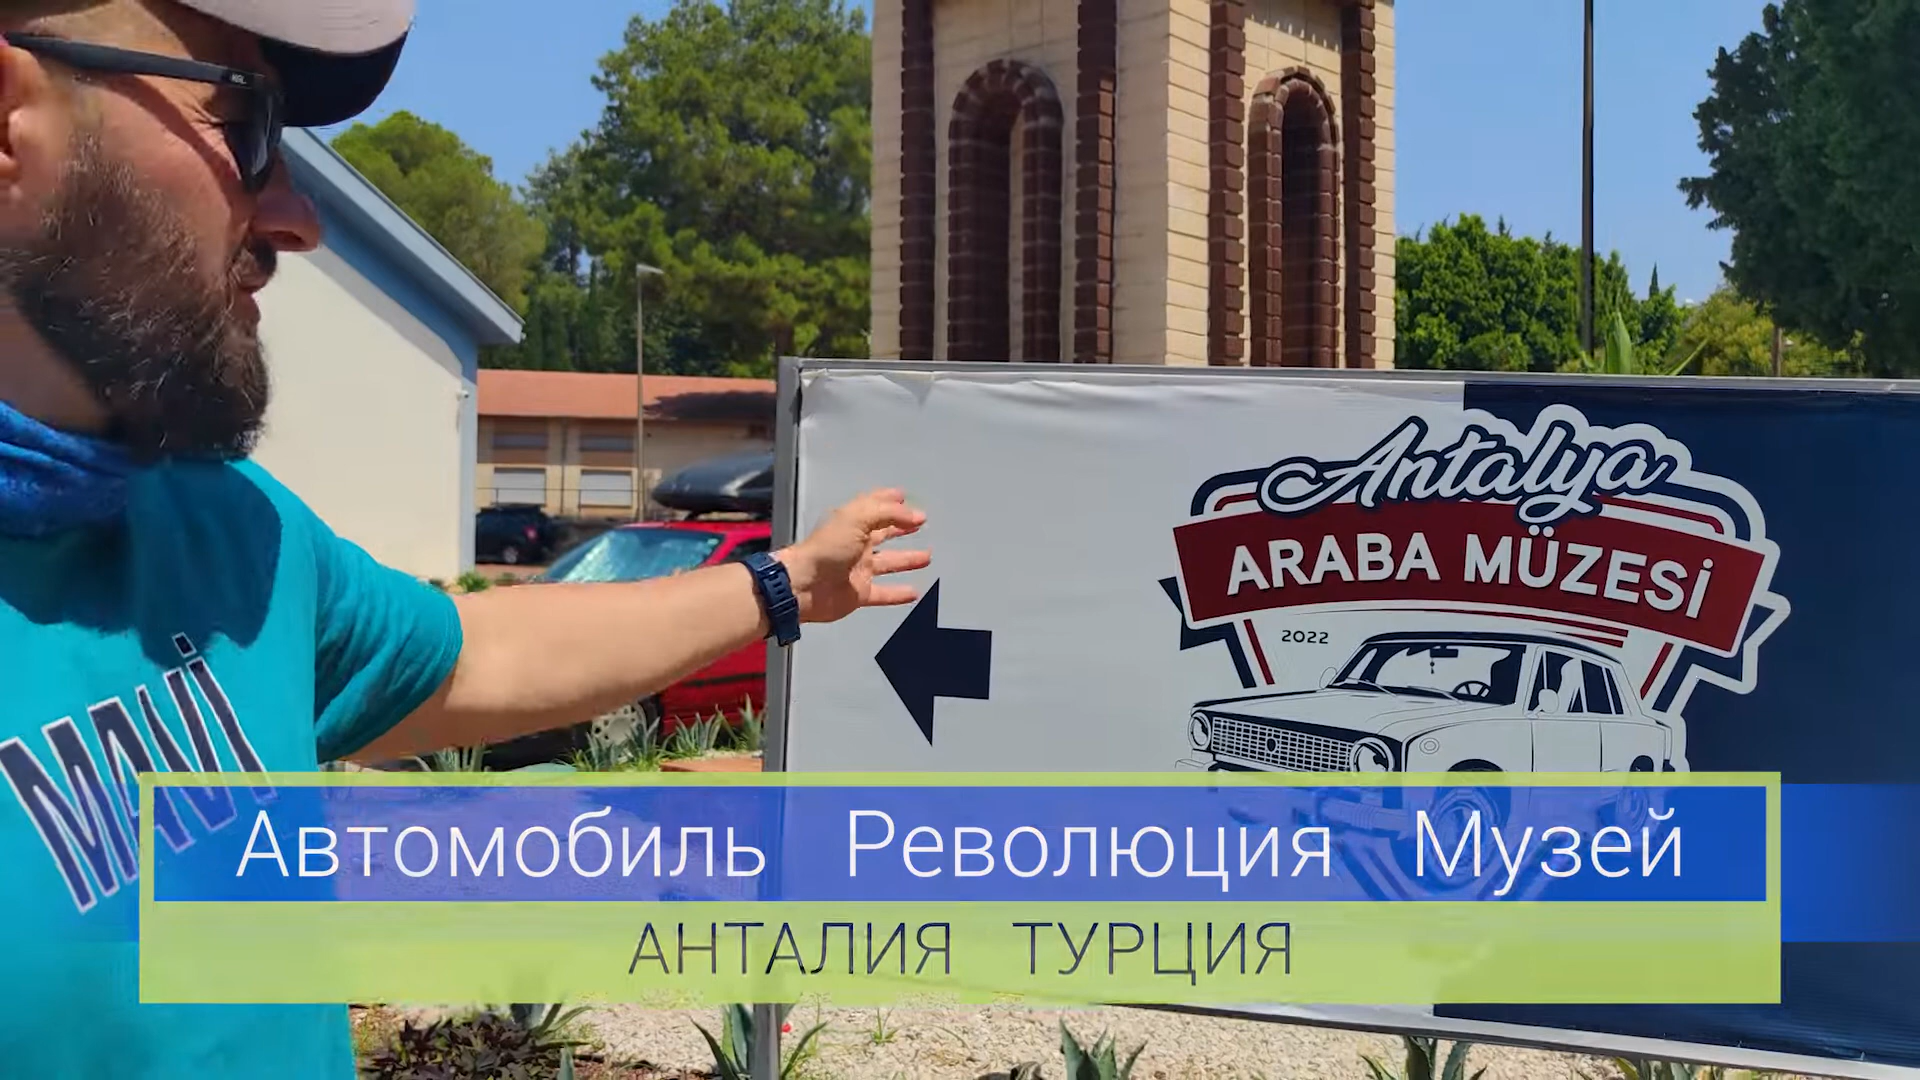 Antalya
ARABA MÜZESİ
2022
MAVİ
Автомобиль Революция Музей
АНТАЛИЯ ТУРЦИЯ